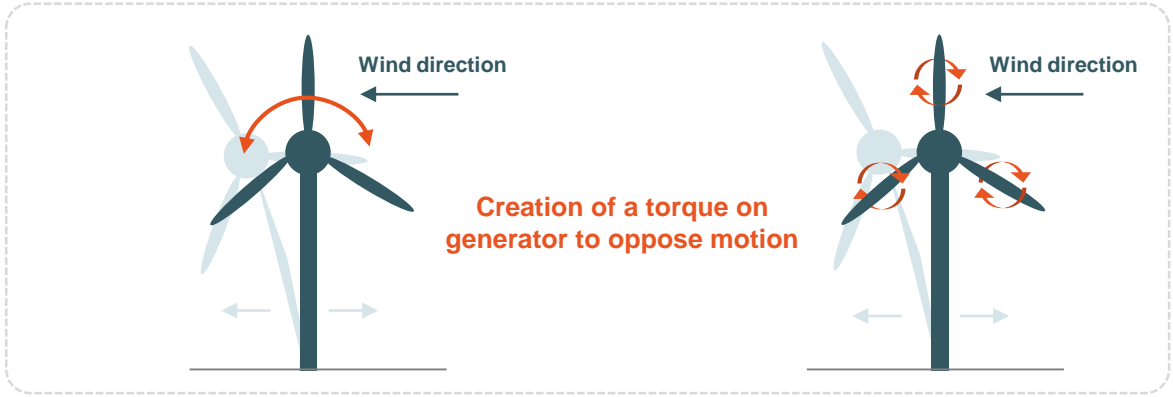 Wind direction
Wind direction
Creation of a torque on
generator to oppose motion